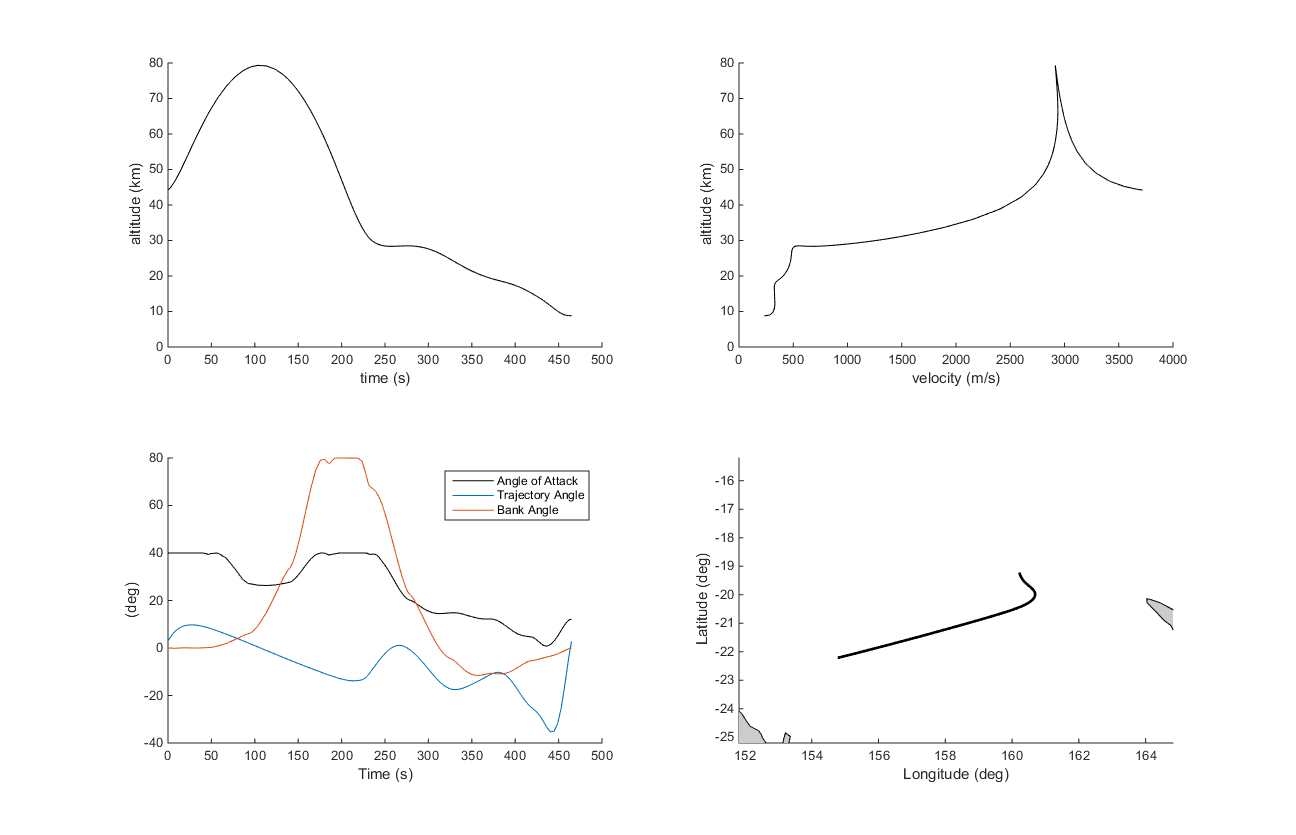 80
70
60
50
40
30
20
10
0
altitude (km)
0 50 100 150 200 250 300 350 400 450 500
time (s)
80
70
60
50
40
30
20
10
0
altitude (km)
0 500 1000 1500 2000 2500 3000 3500 4000
velocity (m/s)
80
60
40
20
0
-20
-40
(deg)
Angle of Attack
Trajectory Angle
Bank Angle
0 50 100 150 200 250 300 350 400 450 500
Time (s)
-16
-17
-18
-19
-20
-21
-22
-23
-24
-25
Latitude (deg)
152 154 156 158 160 162 164
Longitude (deg)